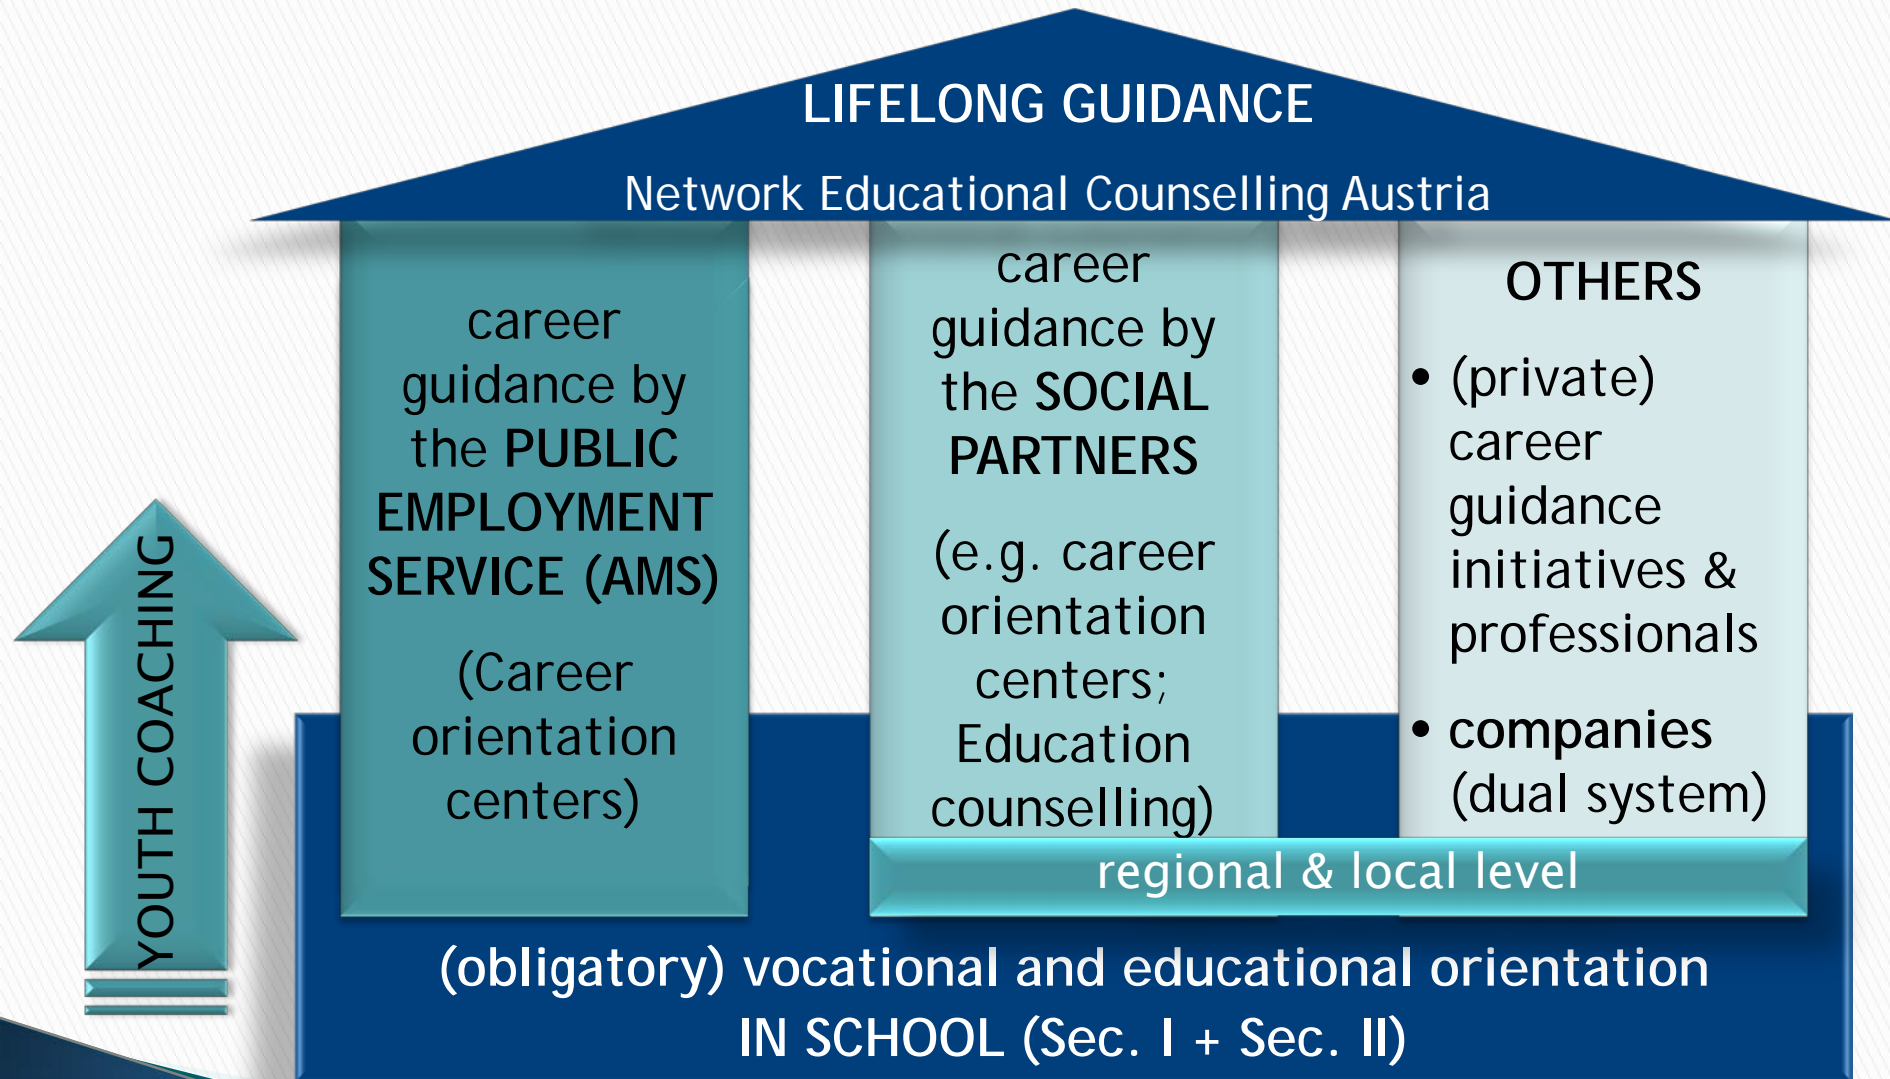 LIFELONG GUIDANCE
Network Educational Counselling Austria
career
guidance by
the PUBLIC
EMPLOYMENT
SERVICE (AMS)
(Career
orientation
centers)
career
guidance by
the SOCIAL
PARTNERS
(e.g. career
orientation
centers;
Education
counselling)
OTHERS
• (private)
career
guidance
initiatives &
professionals
• companies
(dual system)
regional & local level
YOUTH COACHING
(obligatory) vocational and educational orientation
IN SCHOOL (Sec. I + Sec. II)